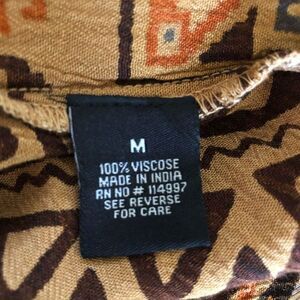 M
100% VISCOSE
MADE IN INDIA
RN NO # 114997
SEE REVERSE
FOR CARE